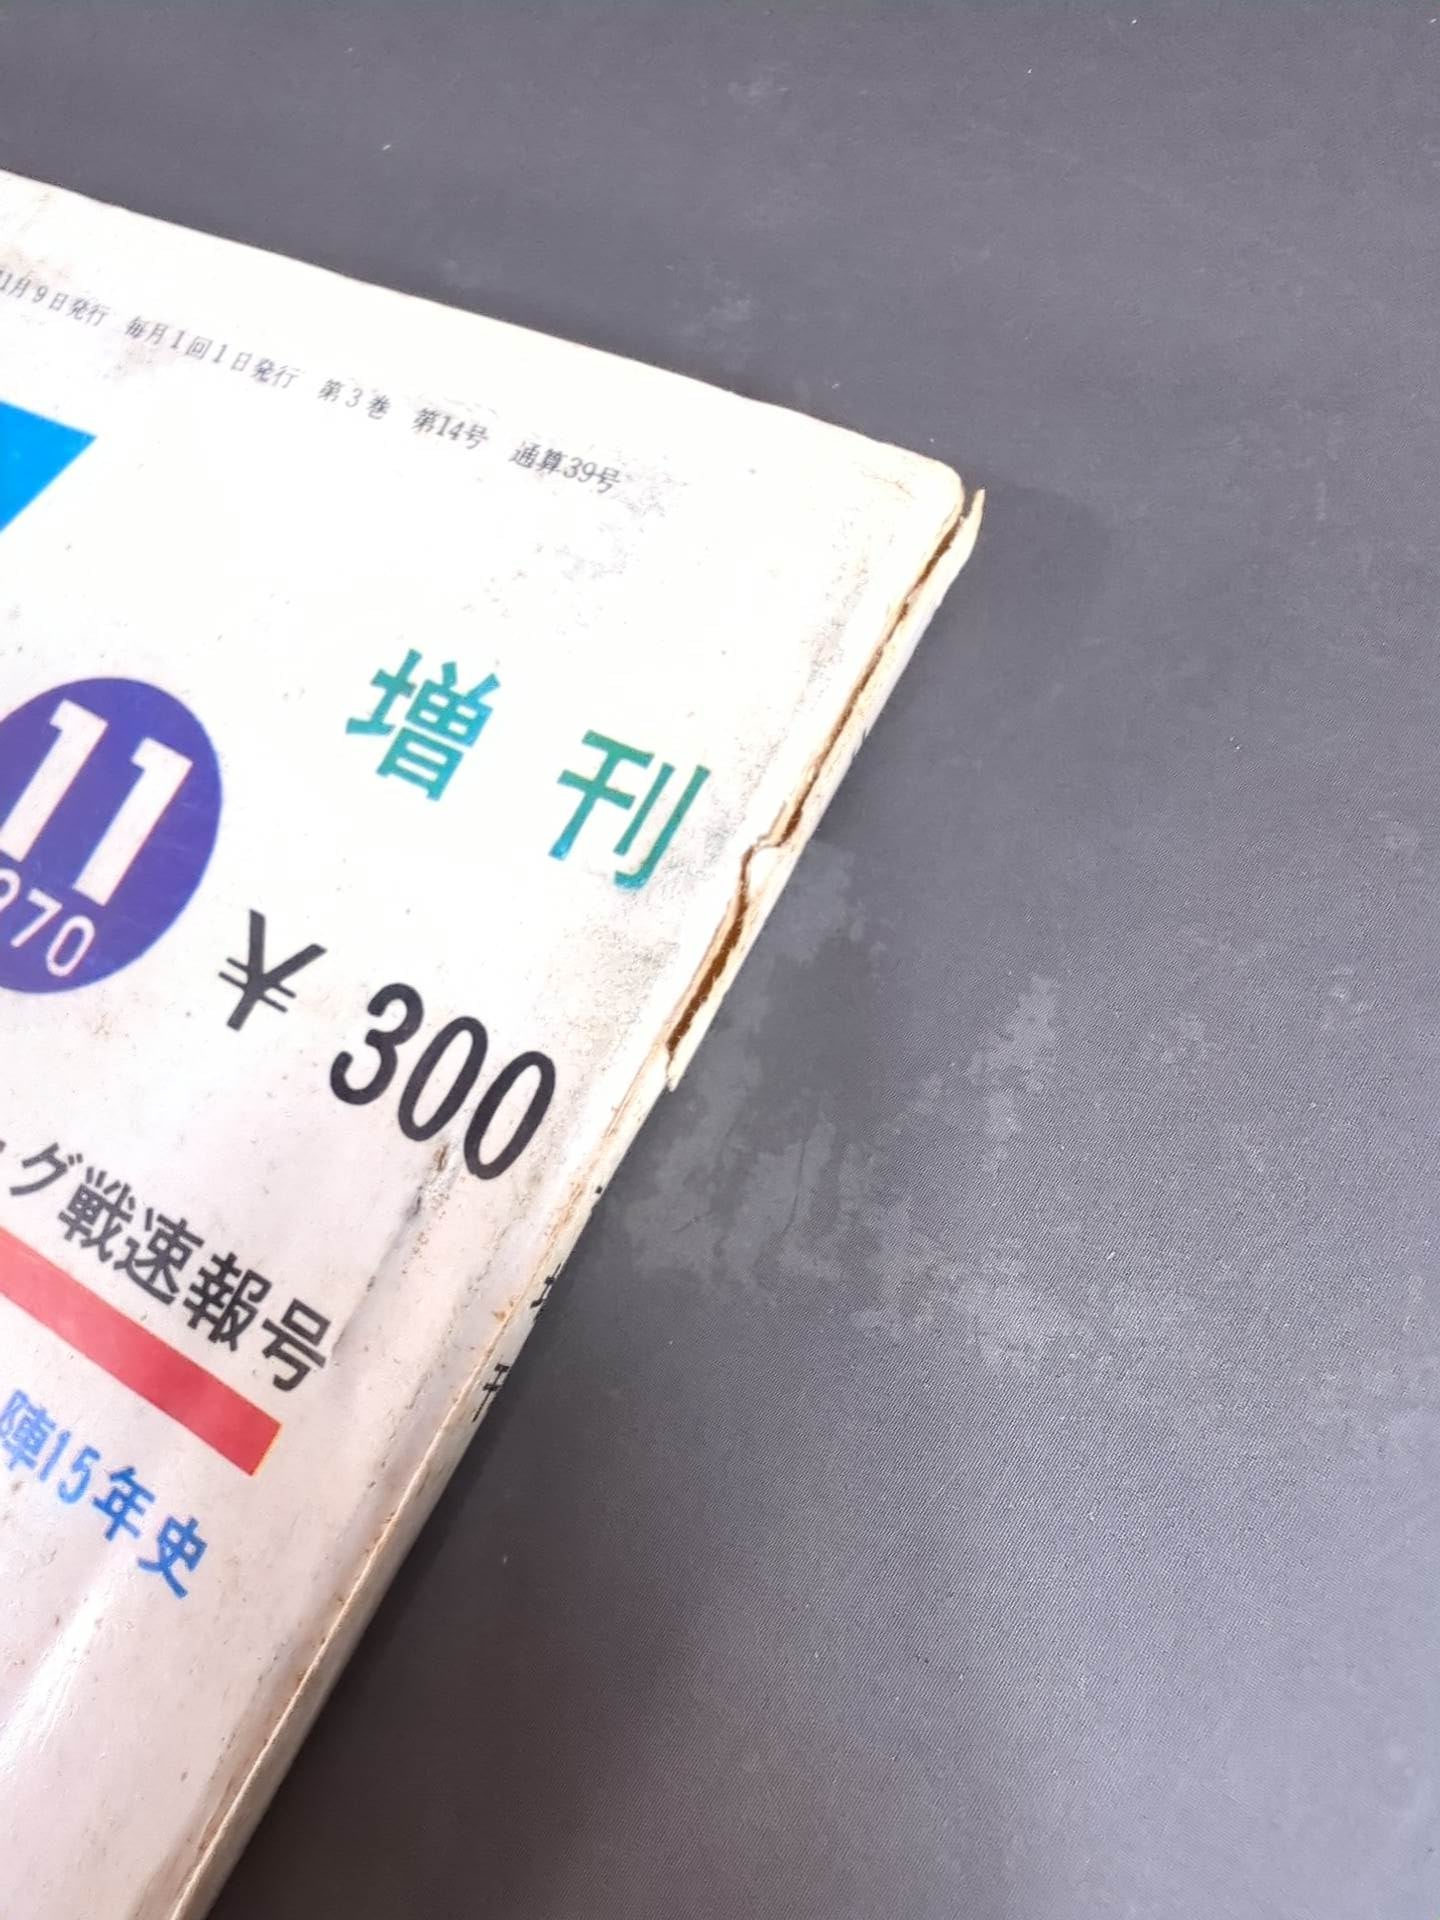 月9日発行 毎月1回1日発行 第3巻 第14号 通算39号
増刊
11
970
¥300
グ戦速報号
陣15年史
増刊